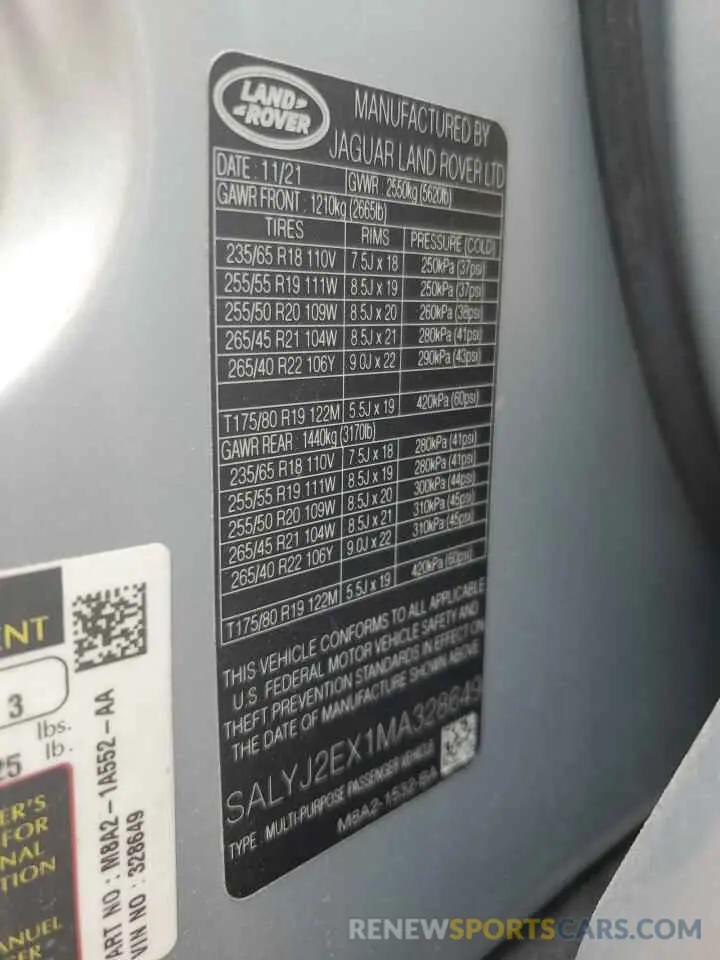 LAND
ROVER
MANUFACTURED BY
JAGUAR LAND ROVER LTD
DATE : 11/21
GVWR : 2550kg (5620lb)
GAWR FRONT : 1210kg (2665lb)
TIRES RIMS PRESSURE (COLD)
235/65 R18 110V 7.5J x 18 250kPa (37psi)
255/55 R19 111W 8.5J x 19 250kPa (37psi)
255/50 R20 109W 8.5J x 20 260kPa (38psi)
265/45 R21 104W 8.5J x 21 280kPa (41psi)
265/40 R22 106Y 9.0J x 22 290kPa (43psi)
T175/80 R19 122M 5.5J x 19 420kPa (60psi)
GAWR REAR : 1440kg (3170lb)
235/65 R18 110V 7.5J x 18 280kPa (41psi)
255/55 R19 111W 8.5J x 19 280kPa (41psi)
255/50 R20 109W 8.5J x 20 300kPa (44psi)
265/45 R21 104W 8.5J x 21 310kPa (45psi)
265/40 R22 106Y 9.0J x 22 310kPa (45psi)
T175/80 R19 122M 5.5J x 19 420kPa (60psi)
THIS VEHICLE CONFORMS TO ALL APPLICABLE
U.S. FEDERAL MOTOR VEHICLE SAFETY AND
THEFT PREVENTION STANDARDS IN EFFECT ON
THE DATE OF MANUFACTURE SHOWN ABOVE
SALYJ2EX1MA328649
TYPE : MULTI-PURPOSE PASSENGER VEHICLE
M8A2-1532-BA
ENT
3
lbs.
25 lb.
ER'S
FOR
NAL
TION
ANUEL
ER
PART NO : M8A2-1A552-AA
VIN NO : 328649
RENEWSPORTSCARS.COM